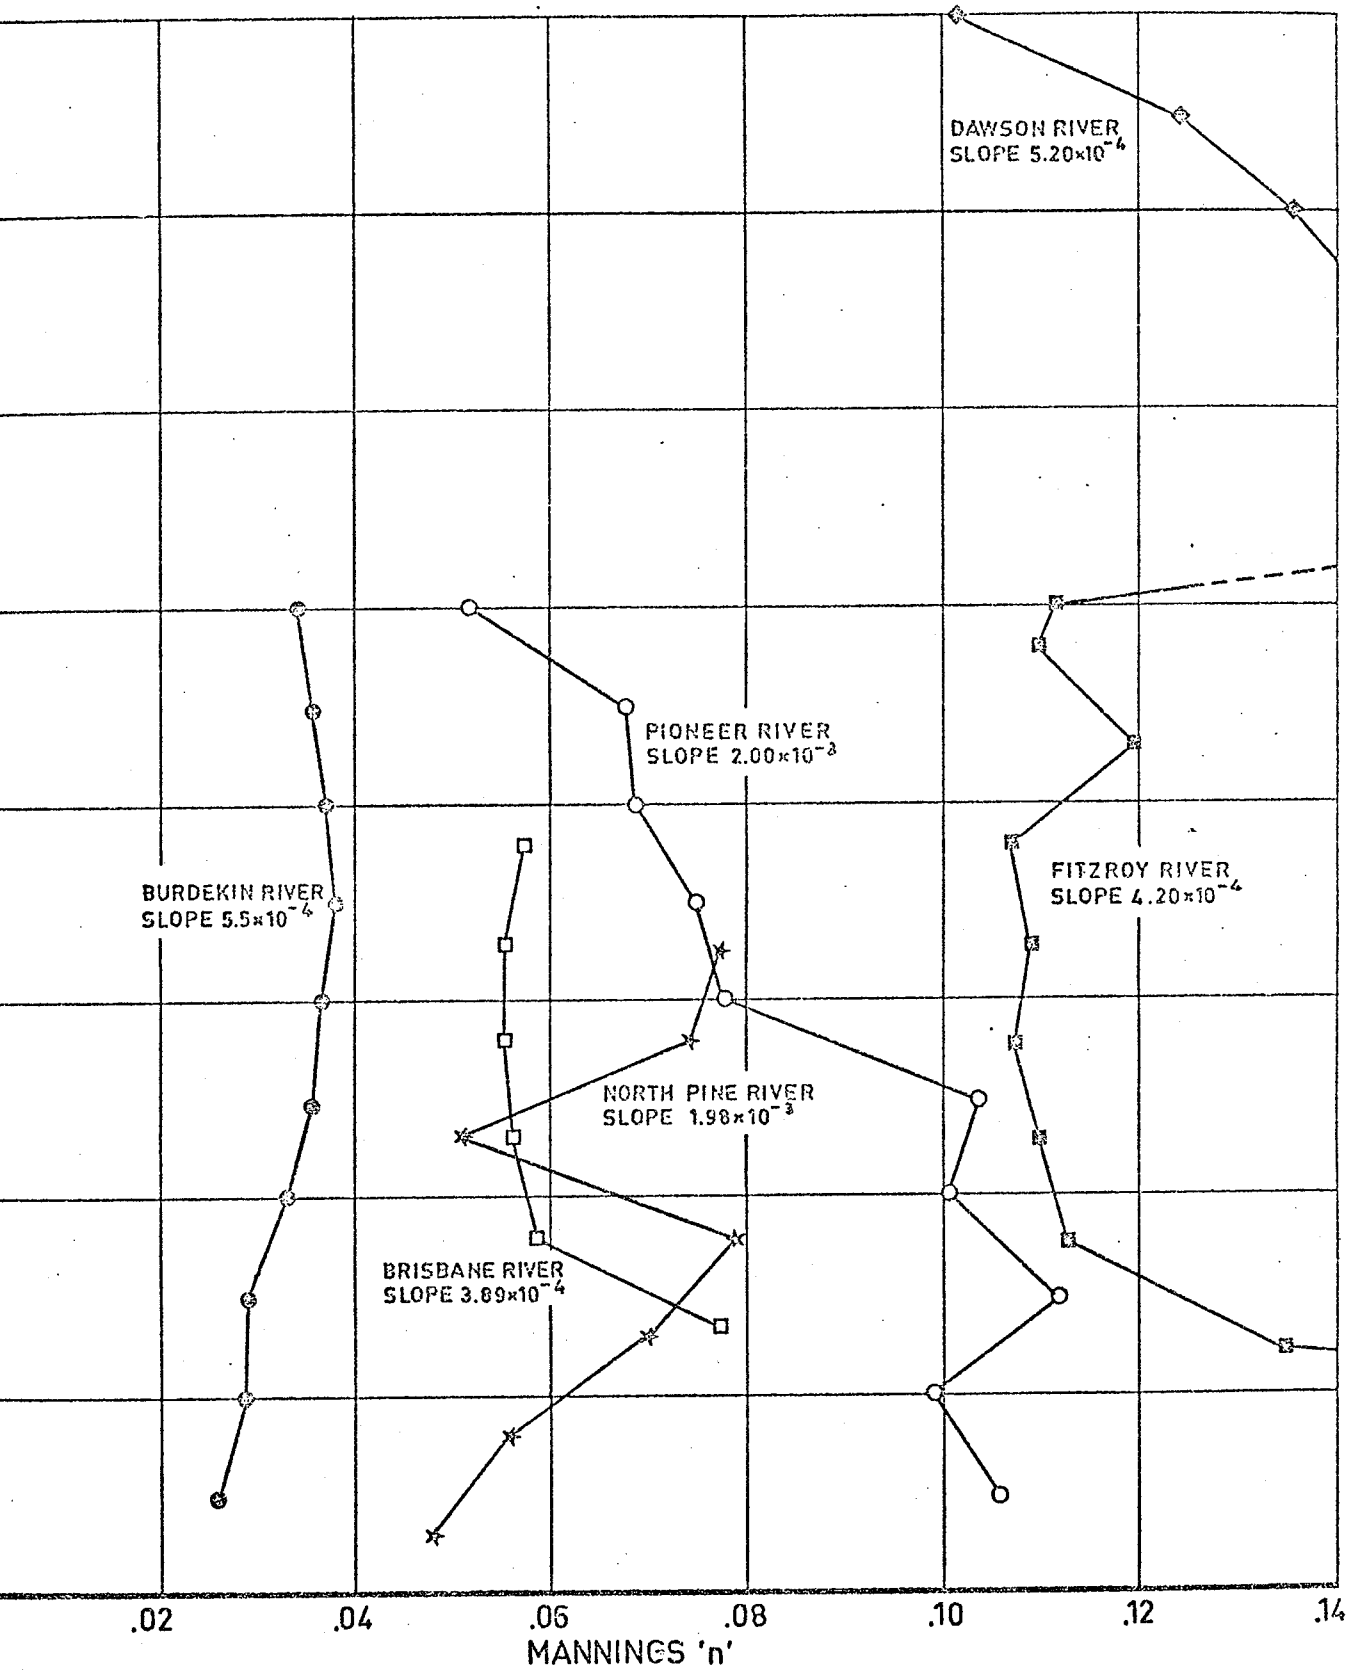 DAWSON RIVER
SLOPE 5.20×10⁻⁴
PIONEER RIVER
SLOPE 2.00×10⁻³
BURDEKIN RIVER
SLOPE 5.5×10⁻⁴
FITZROY RIVER
SLOPE 4.20×10⁻⁴
NORTH PINE RIVER
SLOPE 1.98×10⁻³
BRISBANE RIVER
SLOPE 3.89×10⁻⁴
.02 .04 .06 .08 .10 .12 .14
MANNINGS 'n'